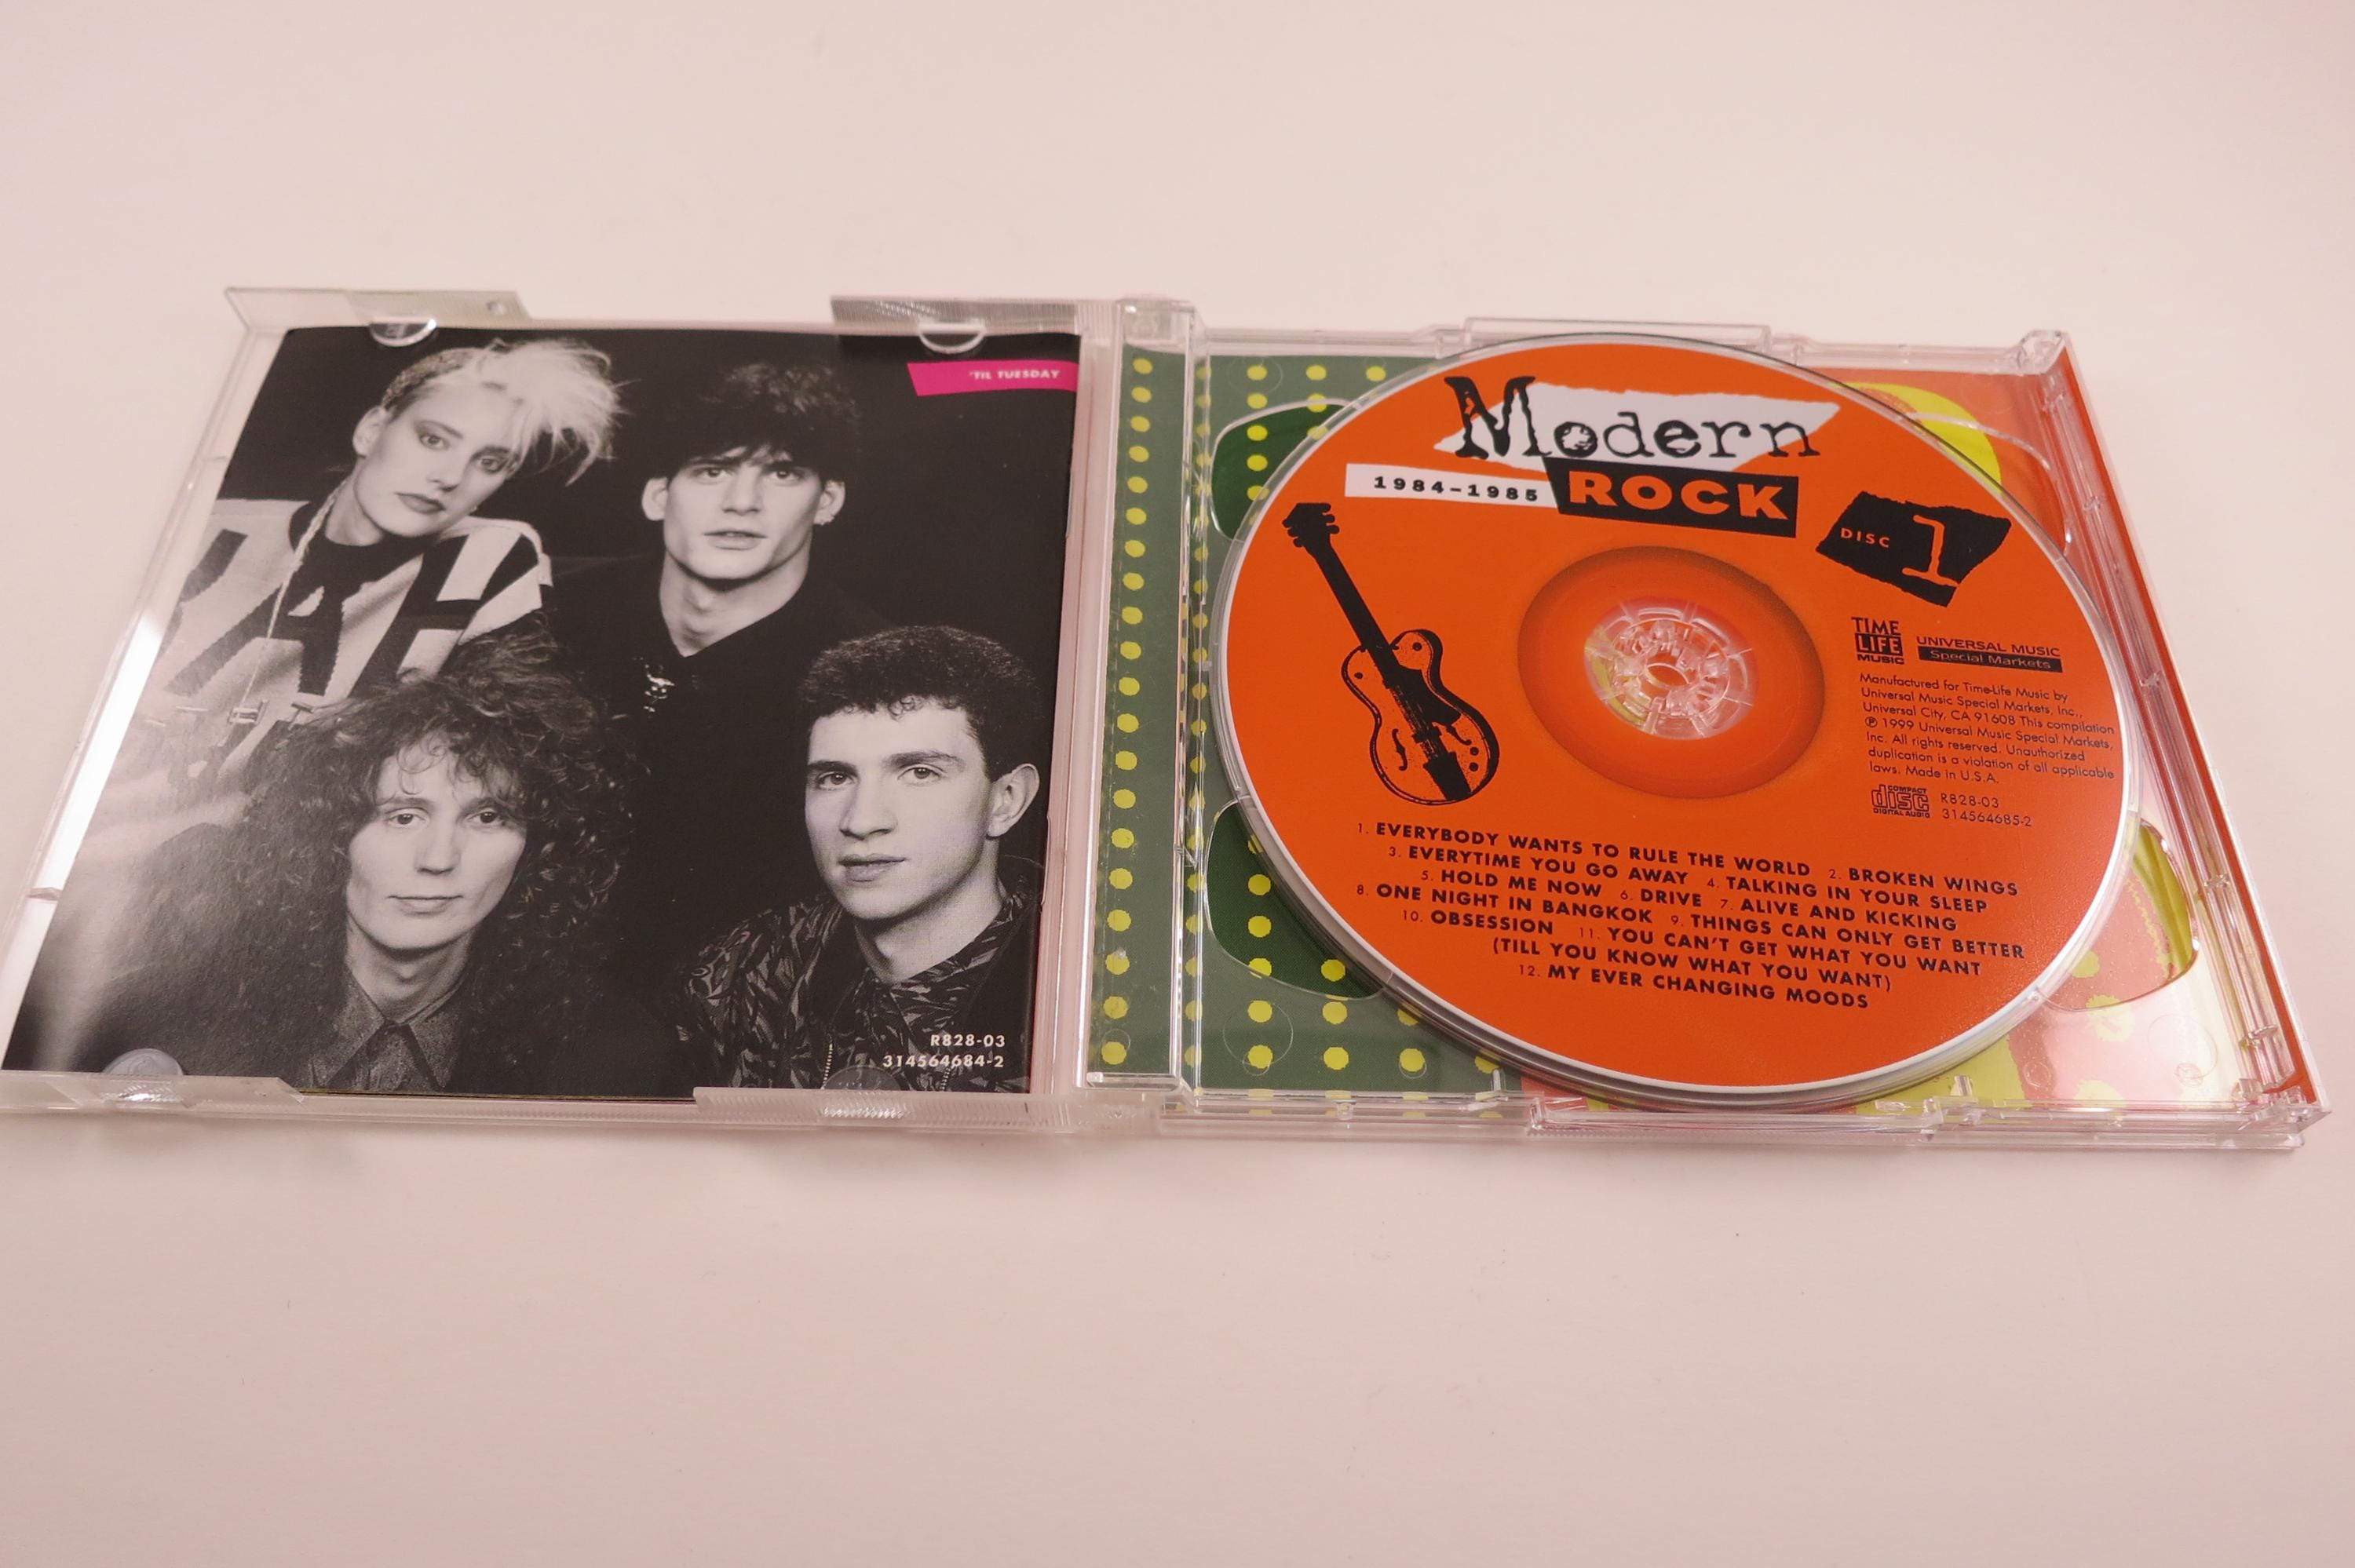 'TIL TUESDAY
R828-03
314564684-2
Modern
1984-1985
ROCK
DISC 1
TIME
LIFE
MUSIC
UNIVERSAL MUSIC
Special Markets
Manufactured for Time-Life Music by
Universal Music Special Markets, Inc.,
Universal City, CA 91608 This compilation
℗ 1999 Universal Music Special Markets,
Inc. All rights reserved. Unauthorized
duplication is a violation of all applicable
laws. Made in U.S.A.
COMPACT
disc
DIGITAL AUDIO
R828-03
314564685-2
1. EVERYBODY WANTS TO RULE THE WORLD 2. BROKEN WINGS
3. EVERYTIME YOU GO AWAY 4. TALKING IN YOUR SLEEP
5. HOLD ME NOW 6. DRIVE 7. ALIVE AND KICKING
8. ONE NIGHT IN BANGKOK 9. THINGS CAN ONLY GET BETTER
10. OBSESSION 11. YOU CAN'T GET WHAT YOU WANT
(TILL YOU KNOW WHAT YOU WANT)
12. MY EVER CHANGING MOODS